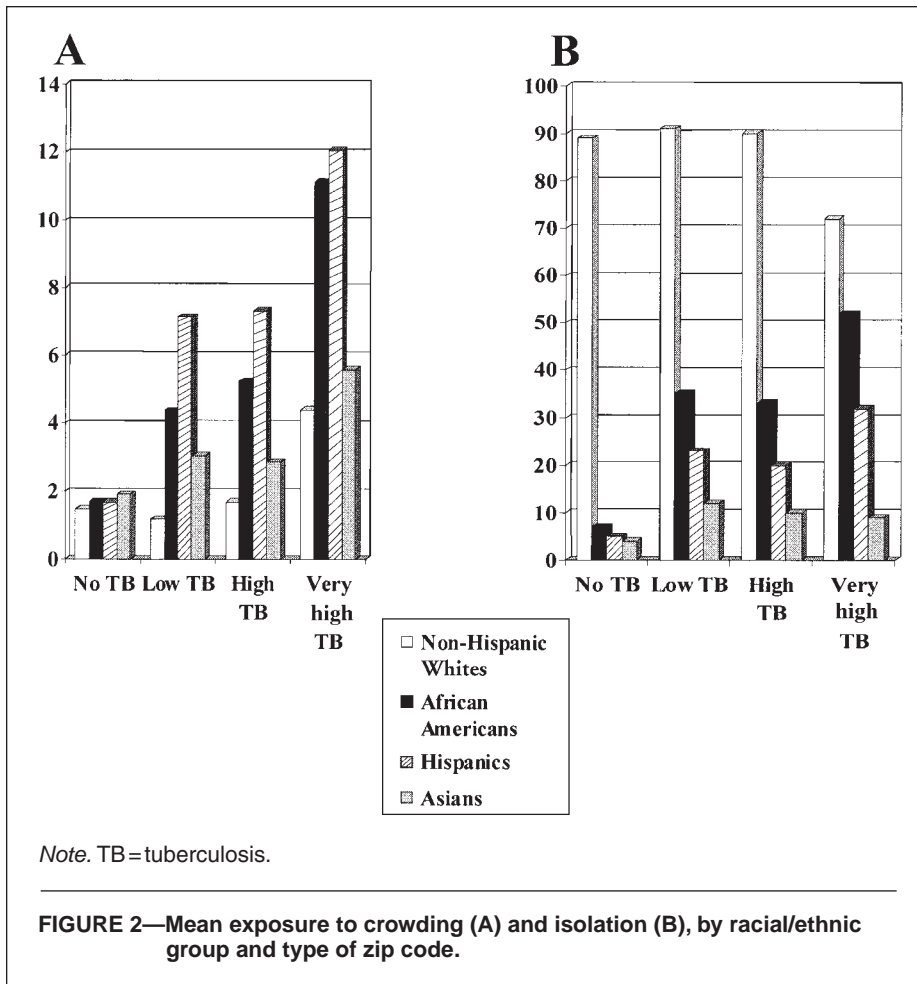 A
14
12
10
8
6
4
2
0
No TB Low TB High TB Very high TB
B
100
90
80
70
60
50
40
30
20
10
0
No TB Low TB High TB Very high TB
Non-Hispanic
Whites
African
Americans
Hispanics
Asians
Note. TB=tuberculosis.
FIGURE 2—Mean exposure to crowding (A) and isolation (B), by racial/ethnic
group and type of zip code.